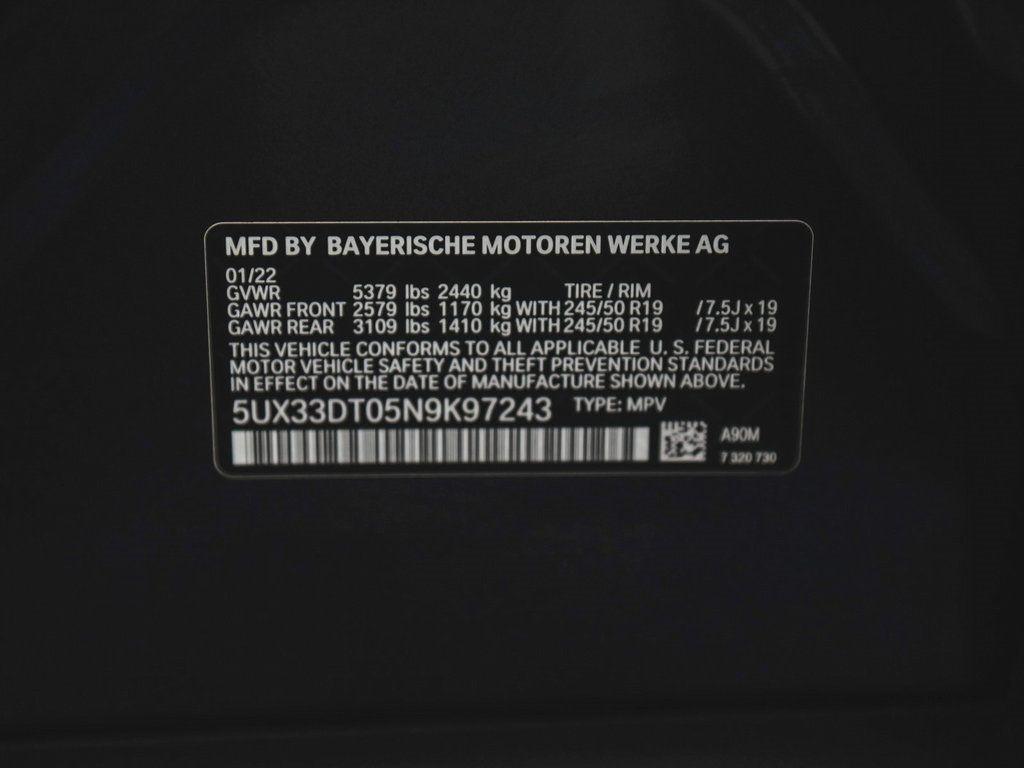 MFD BY BAYERISCHE MOTOREN WERKE AG
01/22
GVWR 5379 lbs 2440 kg TIRE / RIM
GAWR FRONT 2579 lbs 1170 kg WITH 245/50 R19 /7.5J x 19
GAWR REAR 3109 lbs 1410 kg WITH 245/50 R19 /7.5J x 19
THIS VEHICLE CONFORMS TO ALL APPLICABLE U. S. FEDERAL
MOTOR VEHICLE SAFETY AND THEFT PREVENTION STANDARDS
IN EFFECT ON THE DATE OF MANUFACTURE SHOWN ABOVE.
5UX33DT05N9K97243 TYPE: MPV
A90M
7 320 730